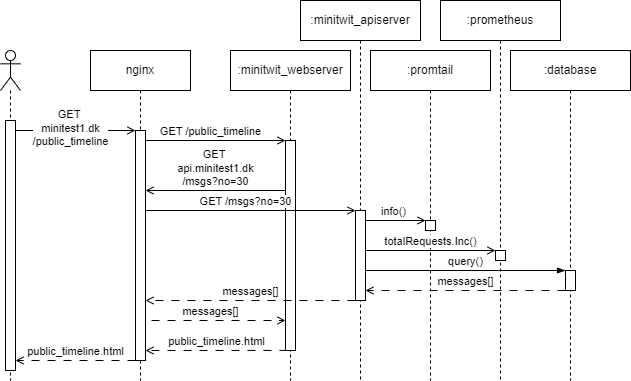 :minitwit_apiserver
:prometheus
nginx
:minitwit_webserver
:promtail
:database
GET
minitest1.dk
/public_timeline
GET /public_timeline
GET
api.minitest1.dk
/msgs?no=30
GET /msgs?no=30
info()
totalRequests.Inc()
query()
messages[]
messages[]
messages[]
public_timeline.html
public_timeline.html